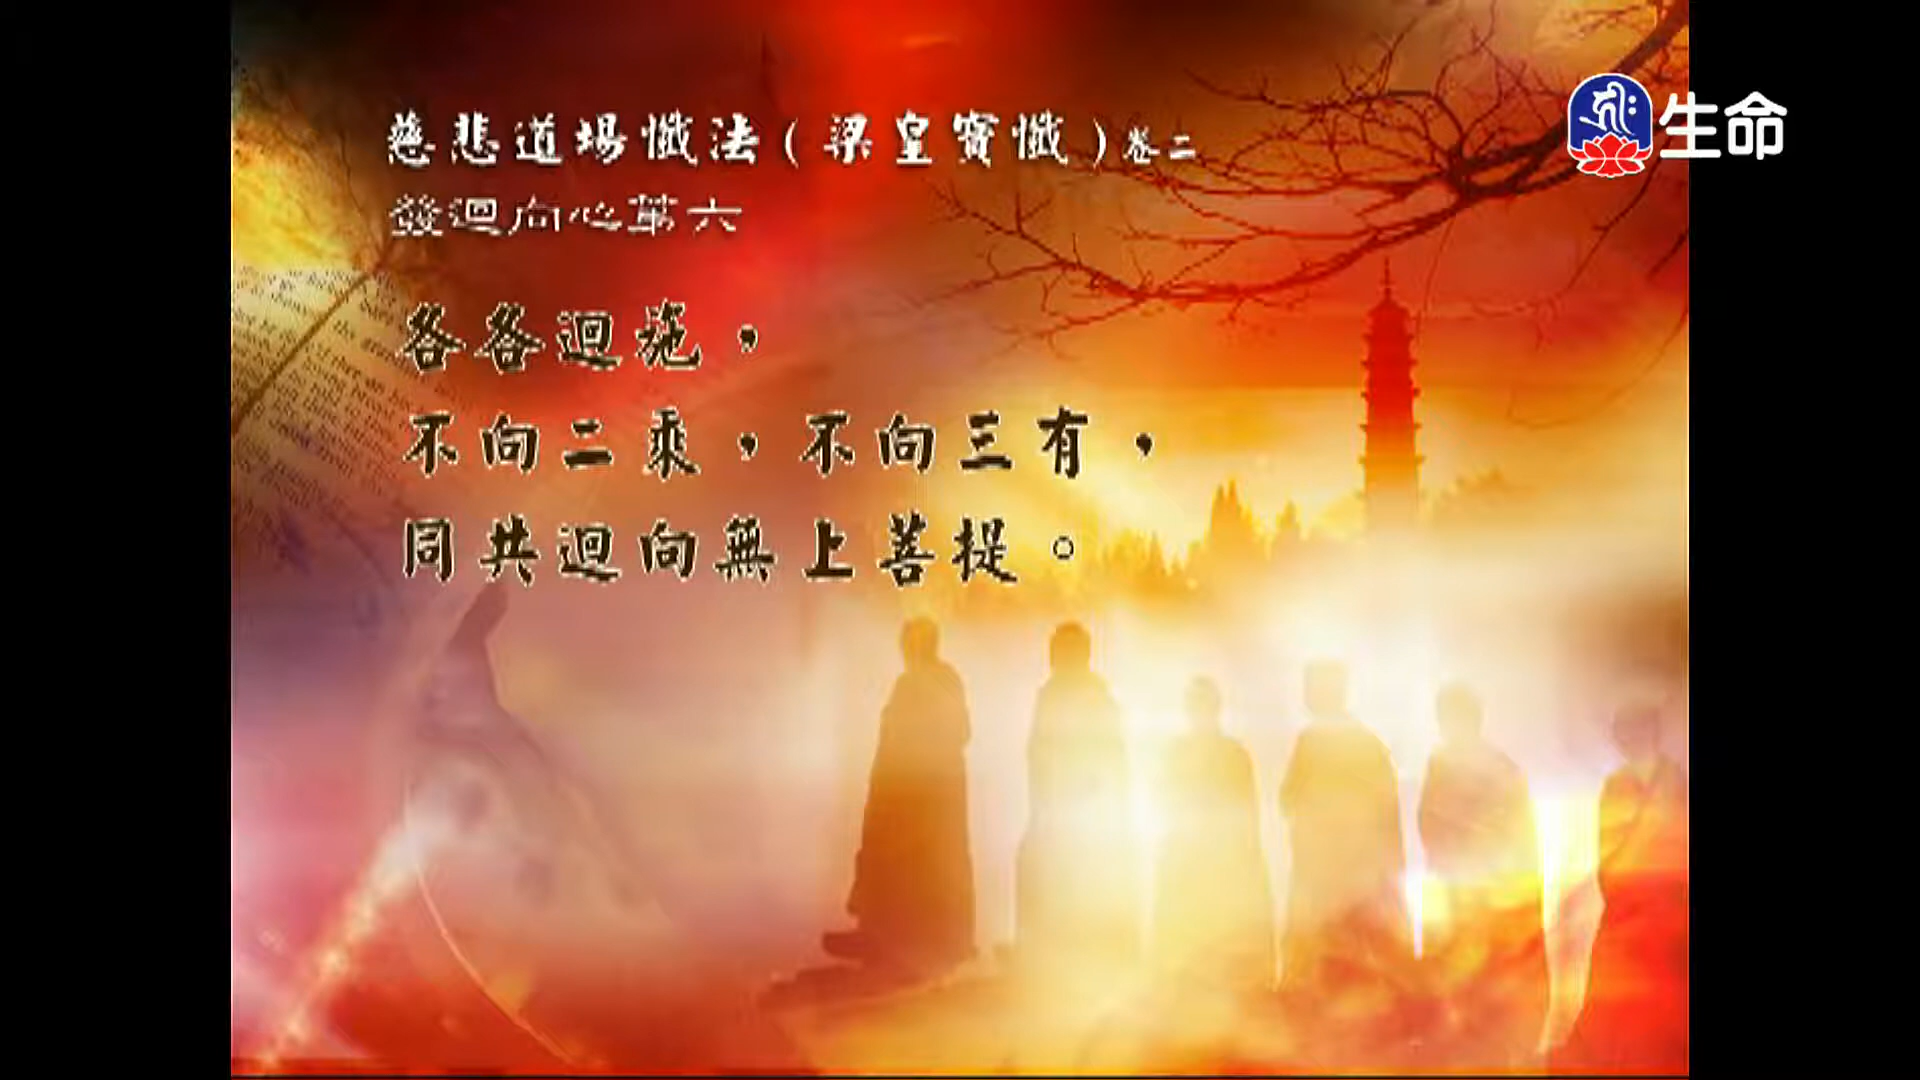 慈悲道場懺法(梁皇寶懺)卷二
發迴向心第六
各各迴施，
不向二乘，不向三有，
同共迴向無上菩提。
生命